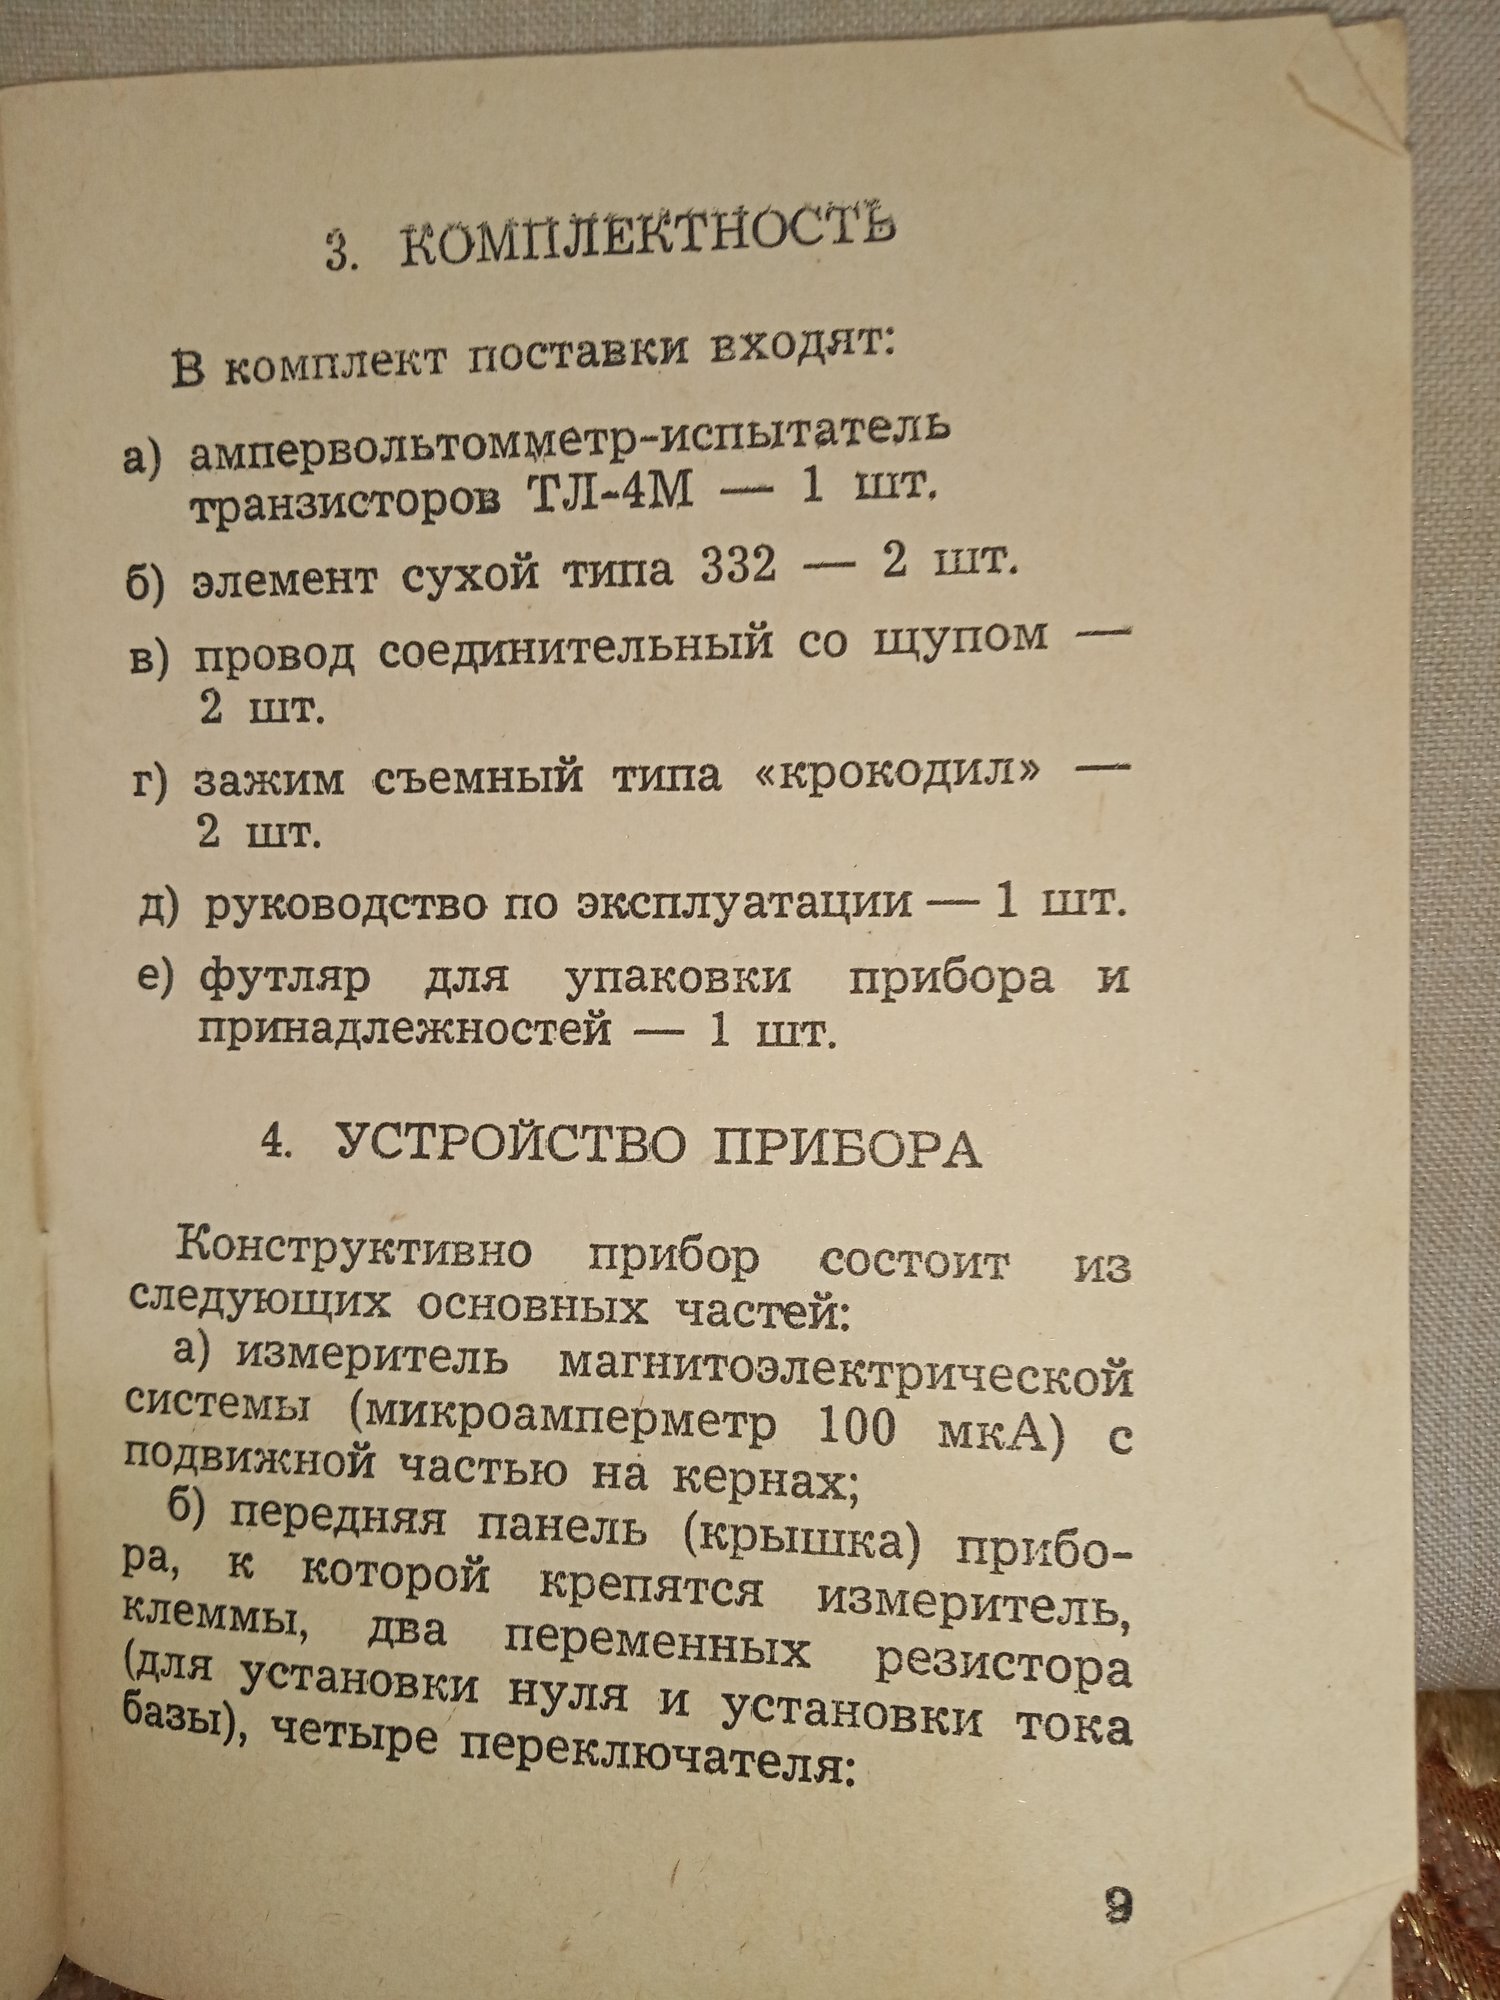 3. КОМПЛЕКТНОСТЬ
В комплект поставки входят:
а) ампервольтомметр-испытатель
транзисторов ТЛ-4М — 1 шт.
б) элемент сухой типа 332 — 2 шт.
в) провод соединительный со щупом —
2 шт.
г) зажим съемный типа «крокодил» —
2 шт.
д) руководство по эксплуатации — 1 шт.
е) футляр для упаковки прибора и
принадлежностей — 1 шт.
4. УСТРОЙСТВО ПРИБОРА
Конструктивно прибор состоит из
следующих основных частей:
а) измеритель магнитоэлектрической
системы (микроамперметр 100 мкА) с
подвижной частью на кернах;
б) передняя панель (крышка) прибо-
ра, к которой крепятся измеритель,
клеммы, два переменных резистора
(для установки нуля и установки тока
базы), четыре переключателя:
9